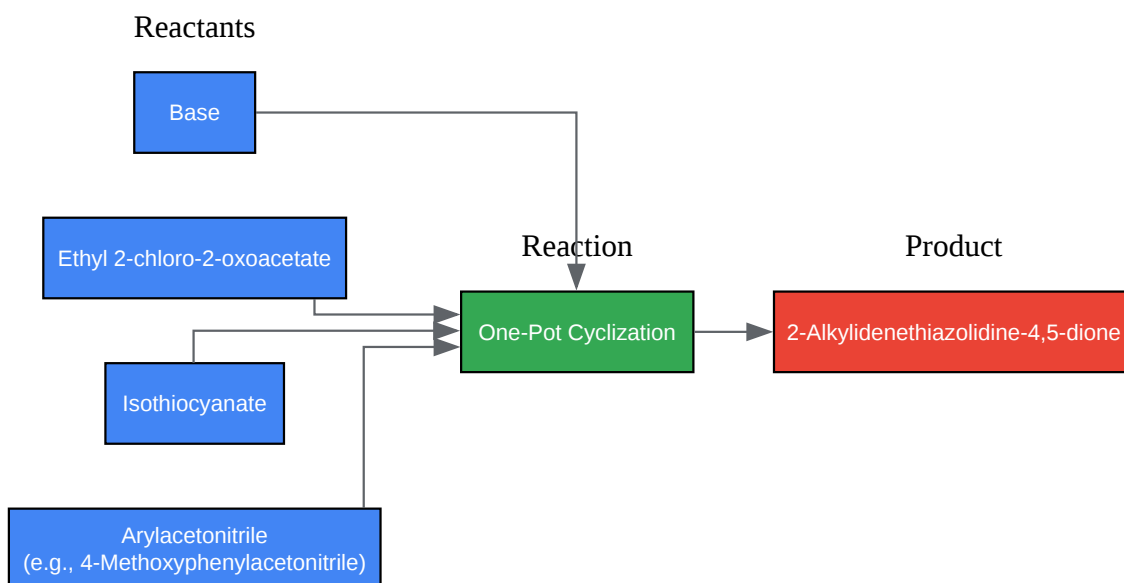 Reactants
Base
Ethyl 2-chloro-2-oxoacetate
Reaction
Product
One-Pot Cyclization
2-Alkylidenethiazolidine-4,5-dione
Isothiocyanate
Arylacetonitrile
(e.g., 4-Methoxyphenylacetonitrile)